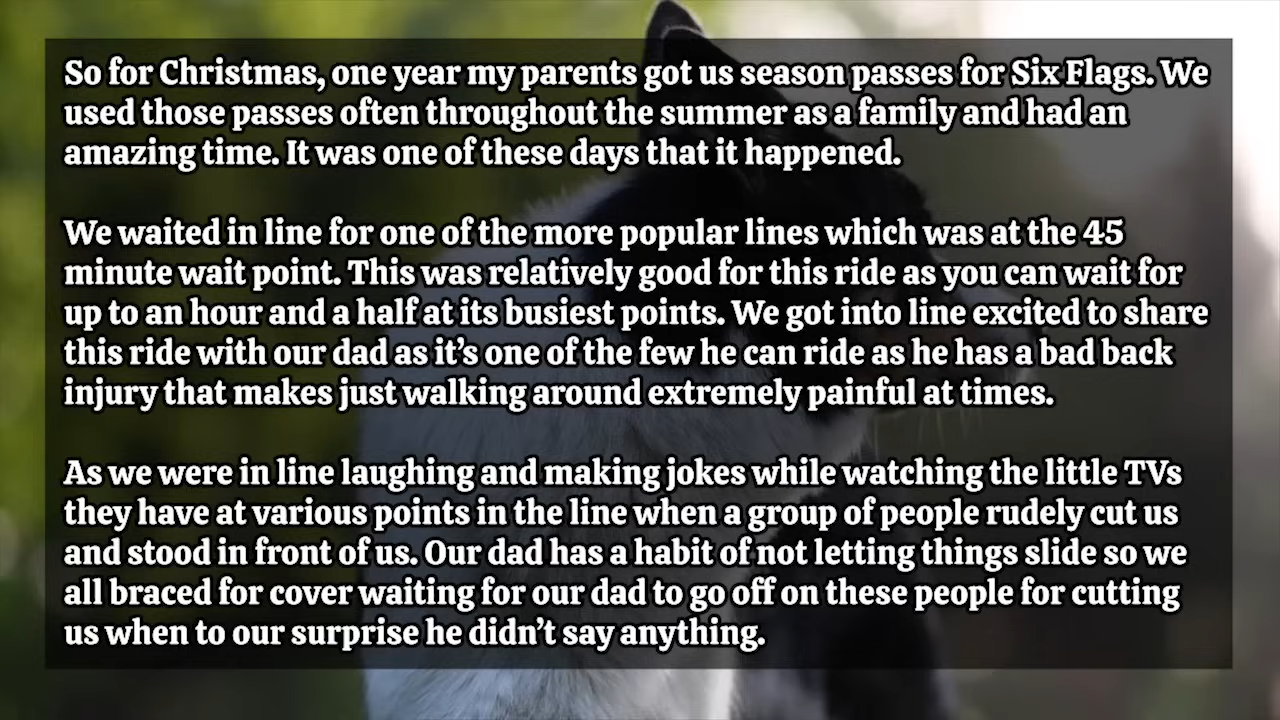 So for Christmas, one year my parents got us season passes for Six Flags. We
used those passes often throughout the summer as a family and had an
amazing time. It was one of these days that it happened.
We waited in line for one of the more popular lines which was at the 45
minute wait point. This was relatively good for this ride as you can wait for
up to an hour and a half at its busiest points. We got into line excited to share
this ride with our dad as it’s one of the few he can ride as he has a bad back
injury that makes just walking around extremely painful at times.
As we were in line laughing and making jokes while watching the little TVs
they have at various points in the line when a group of people rudely cut us
and stood in front of us. Our dad has a habit of not letting things slide so we
all braced for cover waiting for our dad to go off on these people for cutting
us when to our surprise he didn’t say anything.